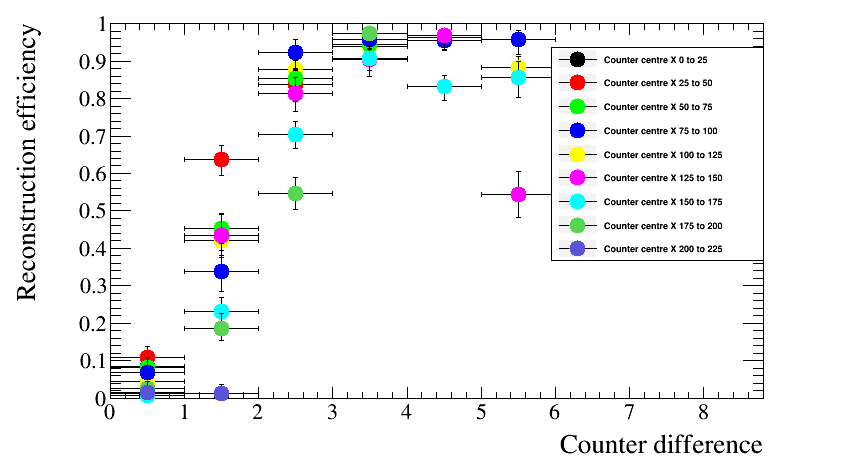 Reconstruction efficiency
1
0.9
0.8
0.7
0.6
0.5
0.4
0.3
0.2
0.1
0
0 1 2 3 4 5 6 7 8
Counter difference
Counter centre X 0 to 25
Counter centre X 25 to 50
Counter centre X 50 to 75
Counter centre X 75 to 100
Counter centre X 100 to 125
Counter centre X 125 to 150
Counter centre X 150 to 175
Counter centre X 175 to 200
Counter centre X 200 to 225